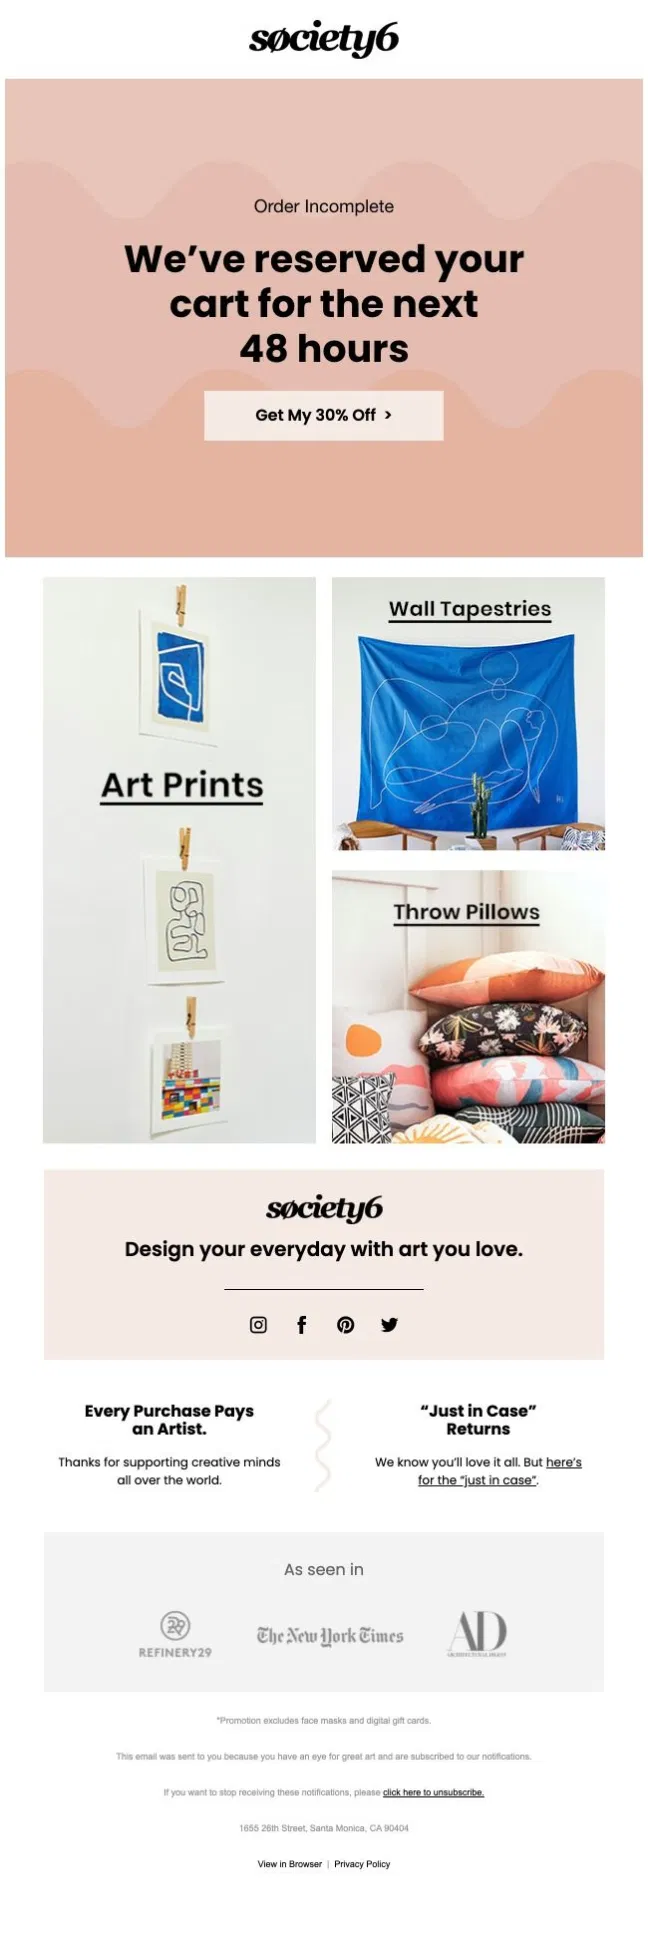 søciety6
Order Incomplete
We’ve reserved your
cart for the next
48 hours
Get My 30% Off >
Art Prints
Wall Tapestries
Throw Pillows
søciety6
Design your everyday with art you love.
Every Purchase Pays
an Artist.
Thanks for supporting creative minds
all over the world.
“Just in Case”
Returns
We know you’ll love it all. But here’s
for the “just in case”.
As seen in
29
REFINERY29
The New York Times
AD
ARCHITECTURAL DIGEST
*Promotion excludes face masks and digital gift cards.
This email was sent to you because you have an eye for great art and are subscribed to our notifications.
If you want to stop receiving these notifications, please click here to unsubscribe.
1655 26th Street, Santa Monica, CA 90404
View in Browser | Privacy Policy